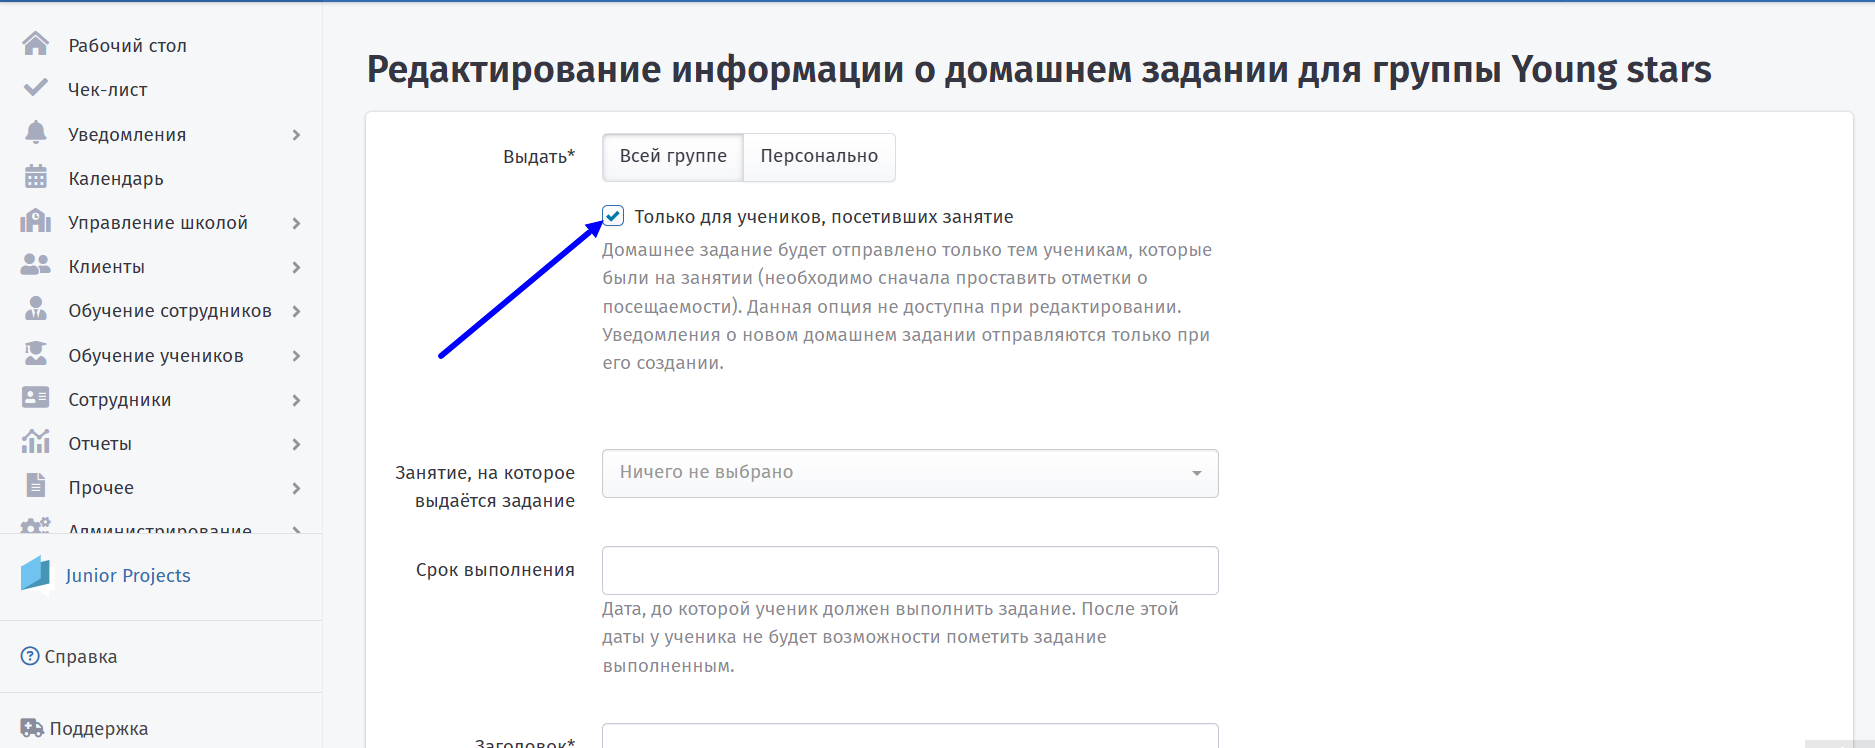 Рабочий стол
Чек-лист
Уведомления
Календарь
Управление школой
Клиенты
Обучение сотрудников
Обучение учеников
Сотрудники
Отчеты
Прочее
Администрирование
Junior Projects
Справка
Поддержка
Редактирование информации о домашнем задании для группы Young stars
Выдать*
Всей группе
Персонально
Только для учеников, посетивших занятие
Домашнее задание будет отправлено только тем ученикам, которые
были на занятии (необходимо сначала проставить отметки о
посещаемости). Данная опция не доступна при редактировании.
Уведомления о новом домашнем задании отправляются только при
его создании.
Занятие, на которое
выдаётся задание
Ничего не выбрано
Срок выполнения
Дата, до которой ученик должен выполнить задание. После этой
даты у ученика не будет возможности пометить задание
выполненным.
Заголовок*